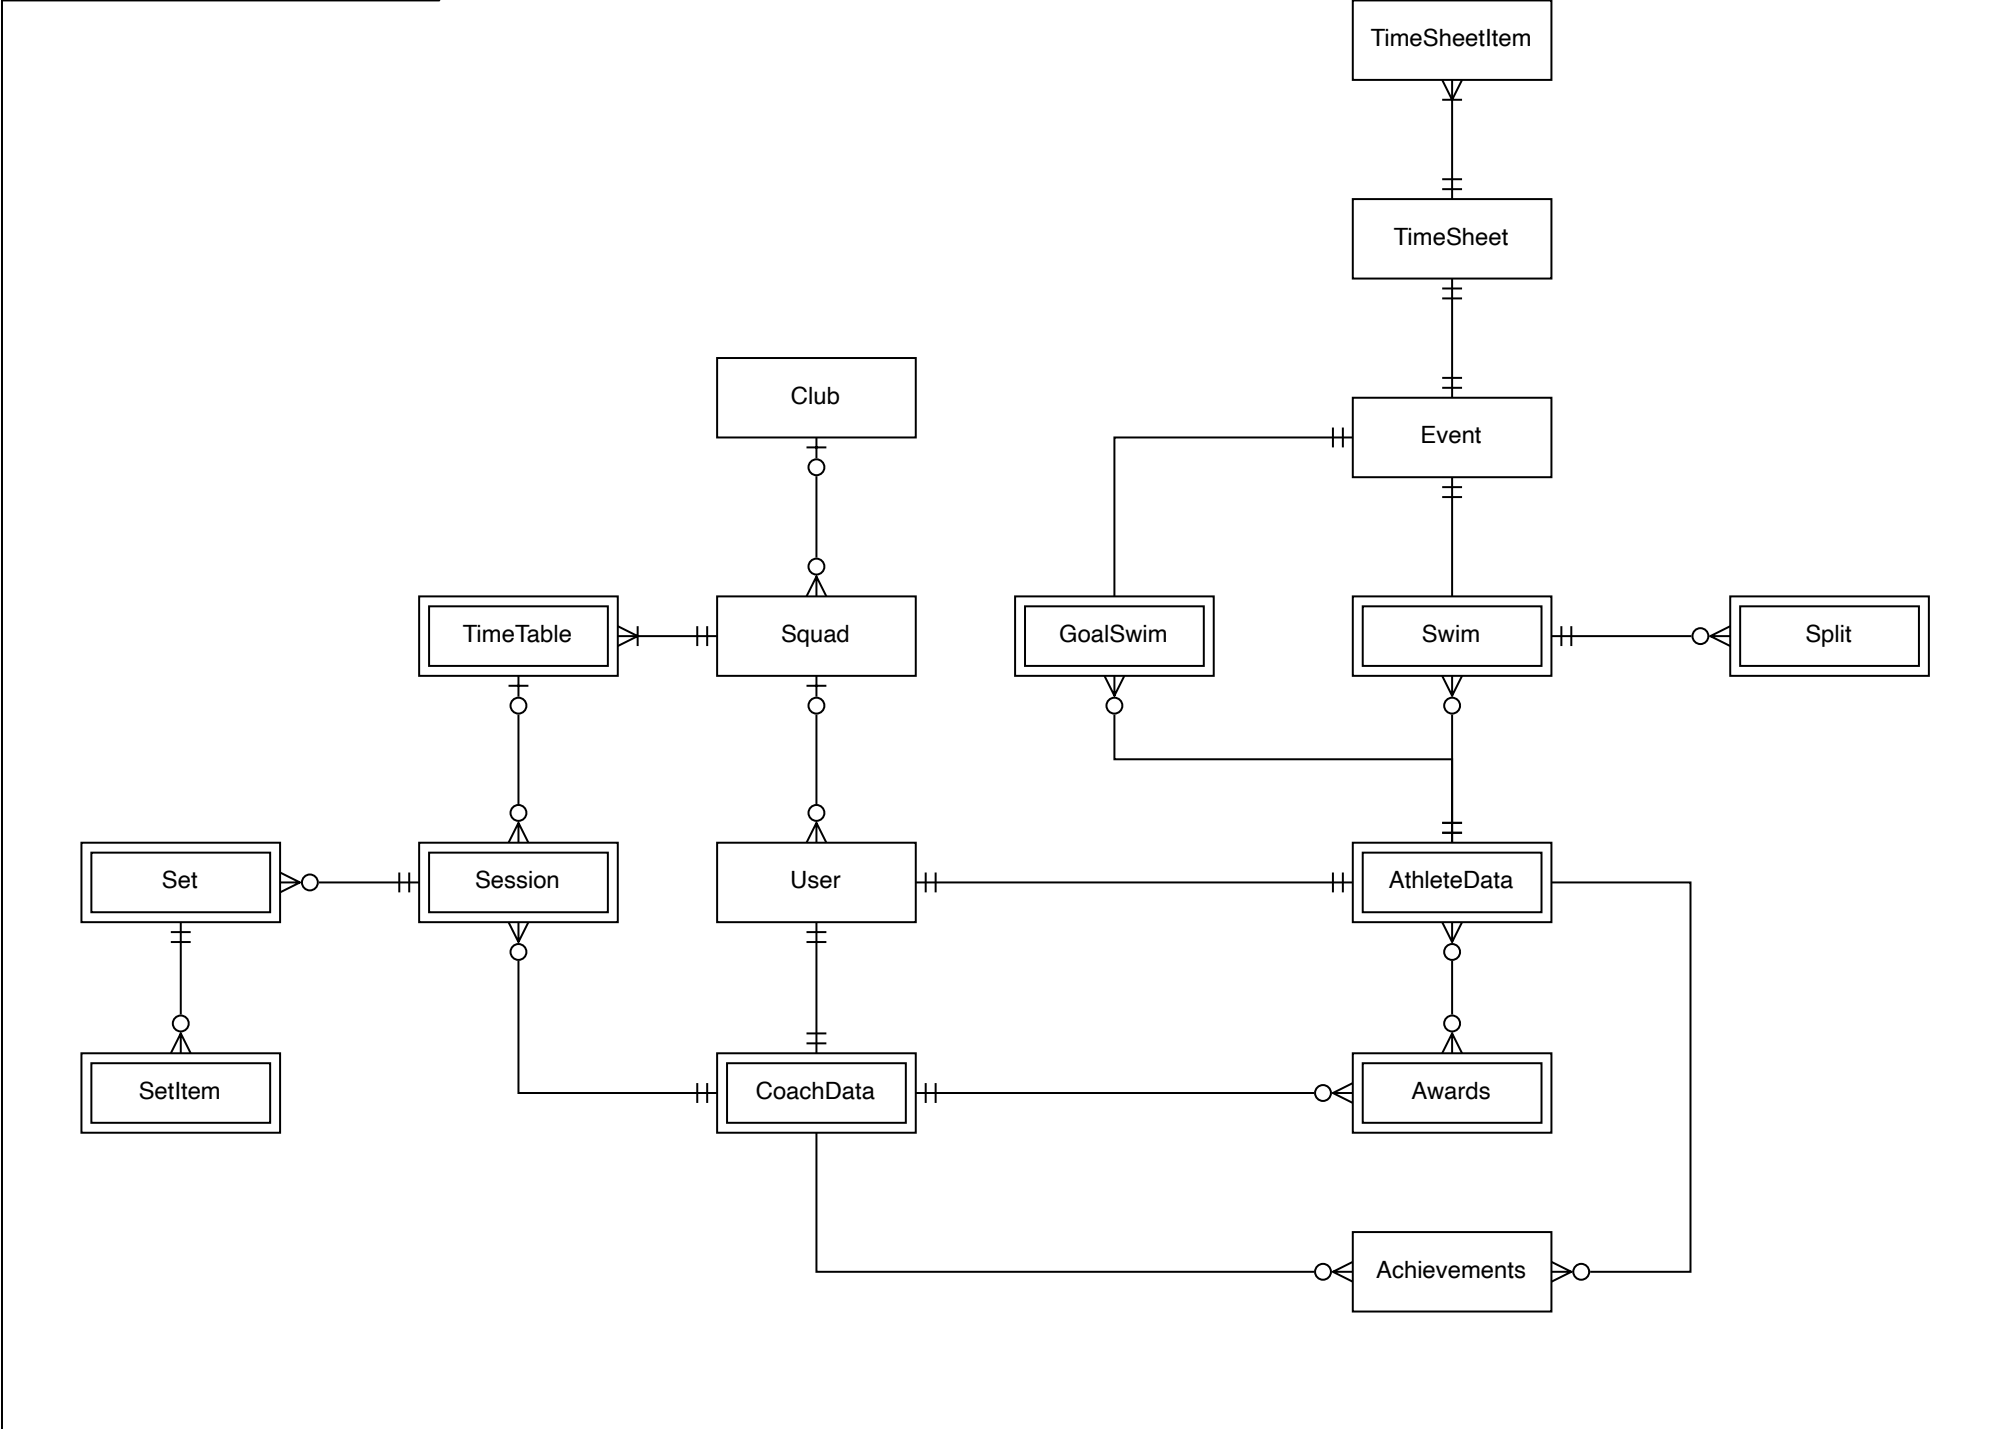 TimeSheetItem
TimeSheet
Club
Event
TimeTable
Squad
GoalSwim
Swim
Split
Set
Session
User
AthleteData
SetItem
CoachData
Awards
Achievements